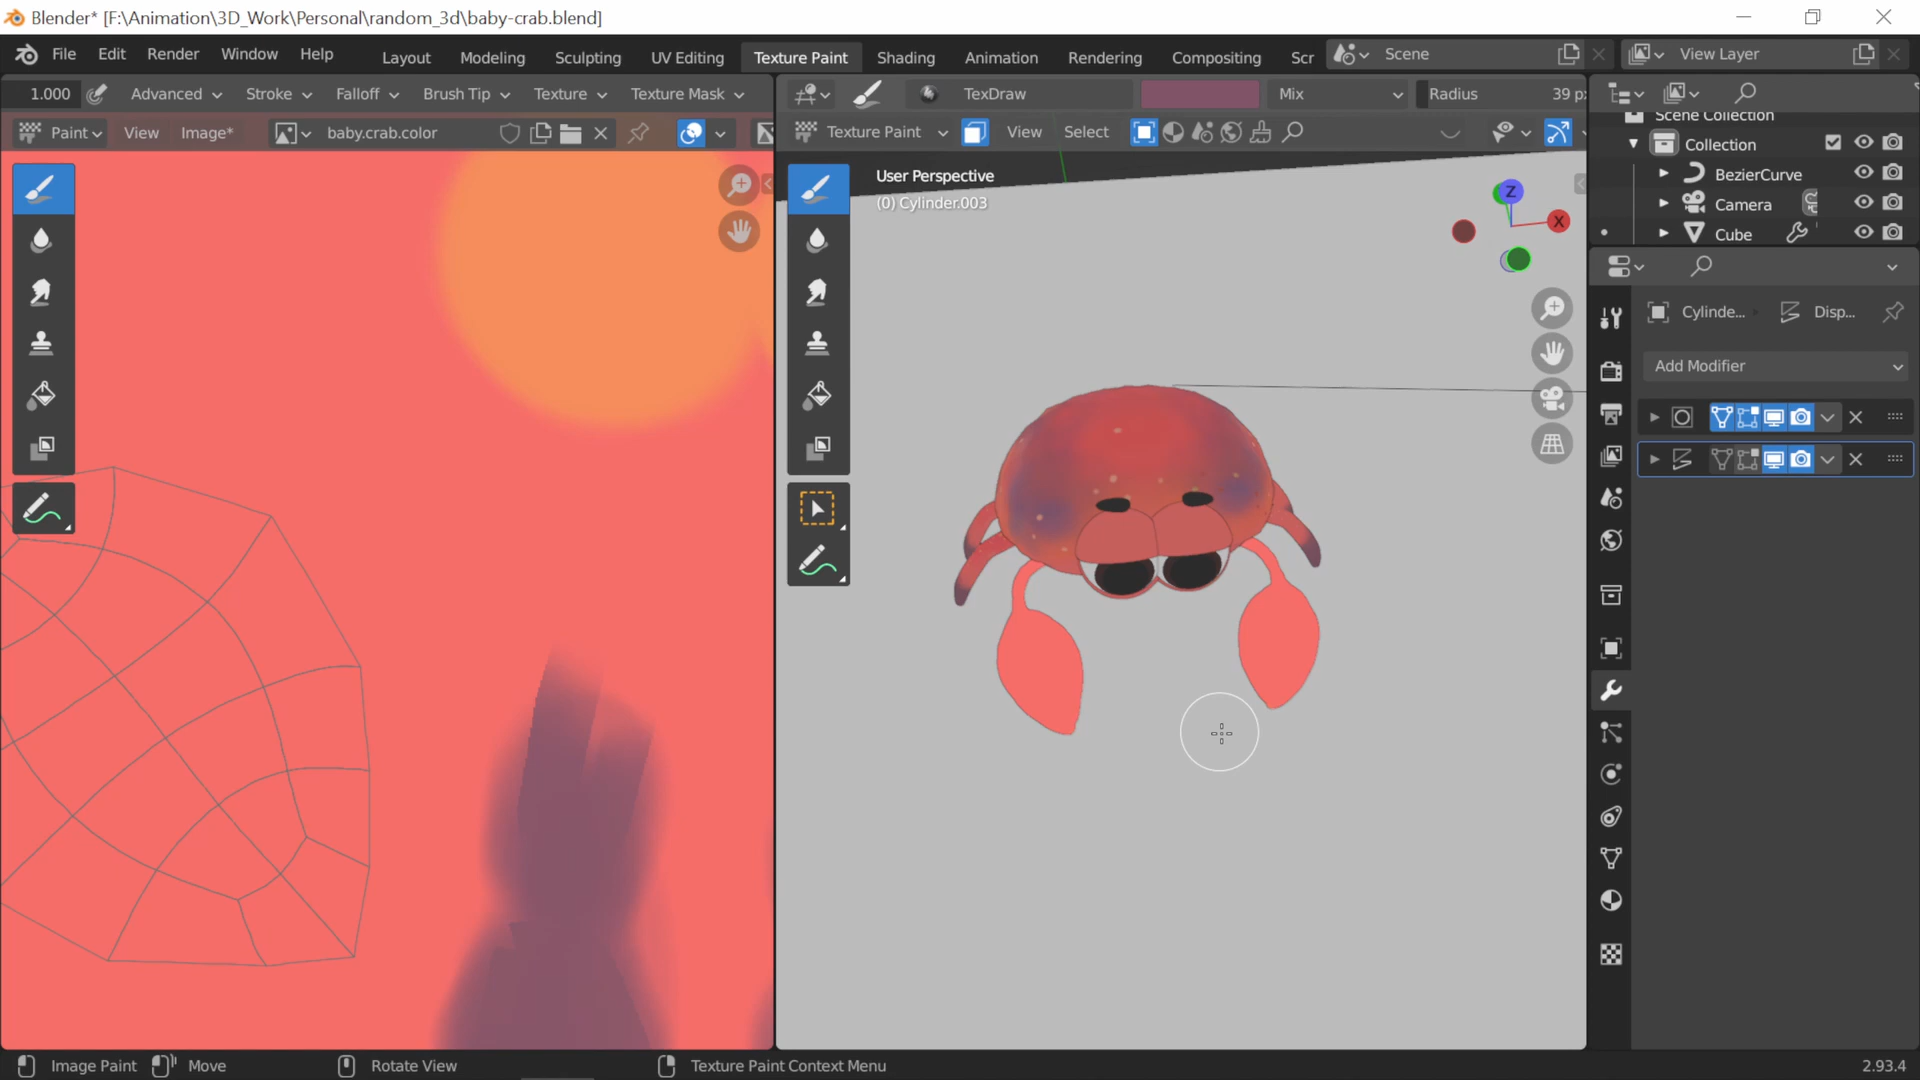 Blender* [F:\Animation\3D_Work\Personal\random_3d\baby-crab.blend]
File Edit Render Window Help Layout Modeling Sculpting UV Editing Texture Paint Shading Animation Rendering Compositing Scr Scene View Layer
1.000 Advanced Stroke Falloff Brush Tip Texture Texture Mask TexDraw Mix Radius 39 p
Paint View Image* baby.crab.color Texture Paint View Select
Scene Collection
Collection
BezierCurve
Camera
Cube
User Perspective
(0) Cylinder.003
Z
X
Cylinde... Disp...
Add Modifier
Image Paint Move Rotate View Texture Paint Context Menu 2.93.4